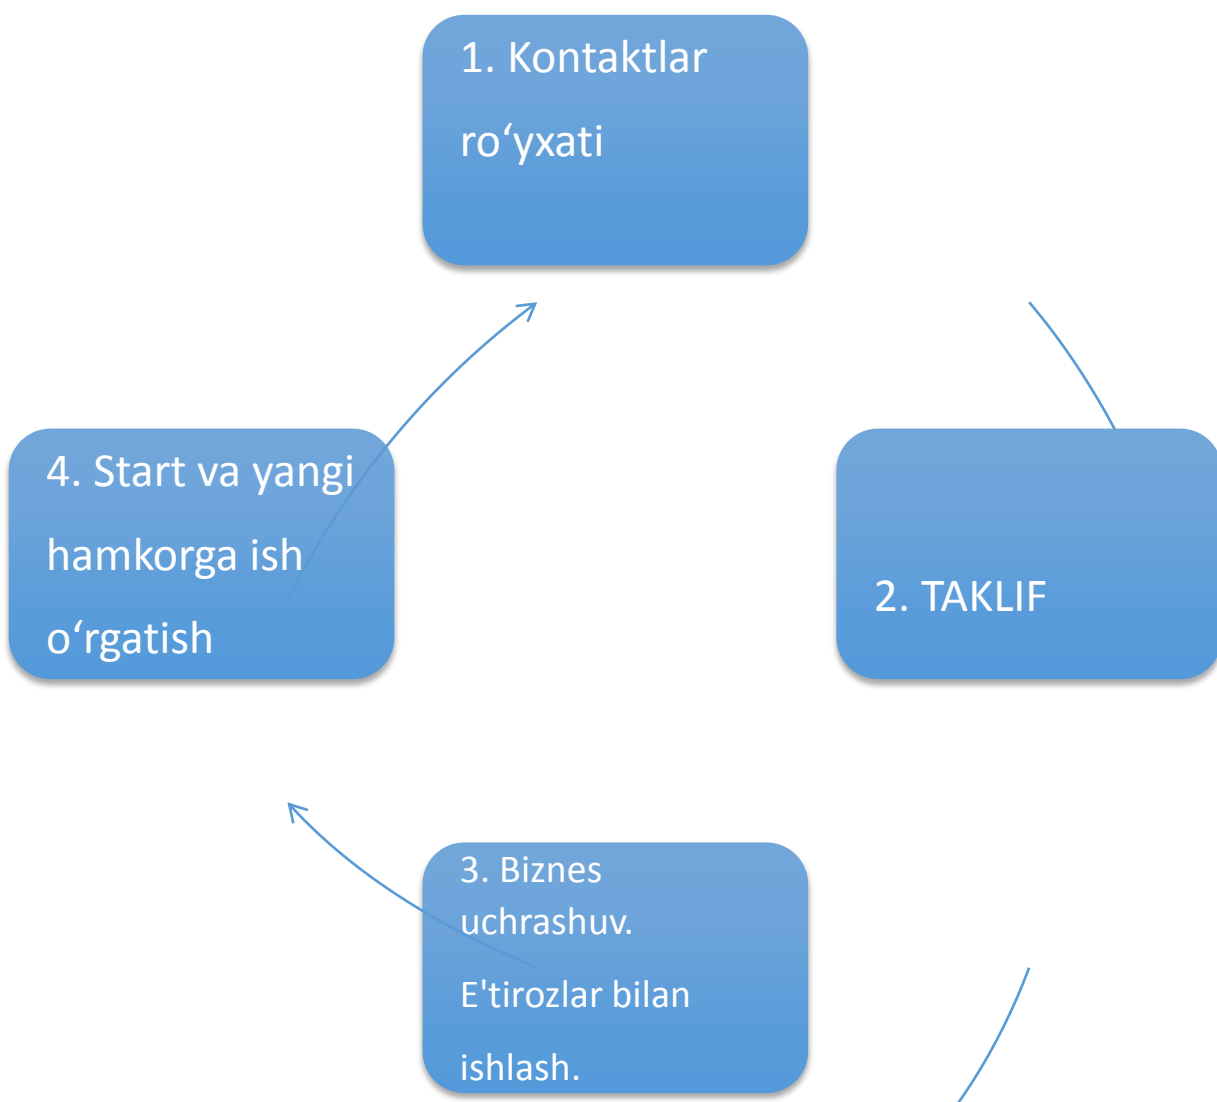 1. Kontaktlar
ro‘yxati
4. Start va yangi
hamkorga ish
o‘rgatish
2. TAKLIF
3. Biznes
uchrashuv.
E'tirozlar bilan
ishlash.